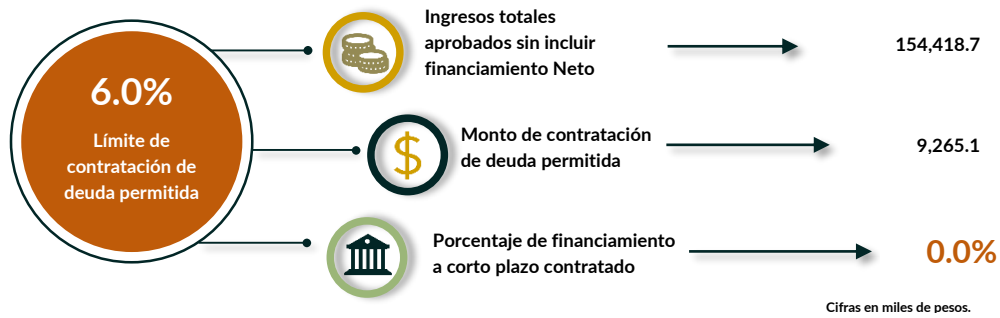 6.0%
Límite de
contratación de
deuda permitida
Ingresos totales
aprobados sin incluir
financiamiento Neto
154,418.7
$
Monto de contratación
de deuda permitida
9,265.1
Porcentaje de financiamiento
a corto plazo contratado
0.0%
Cifras en miles de pesos.